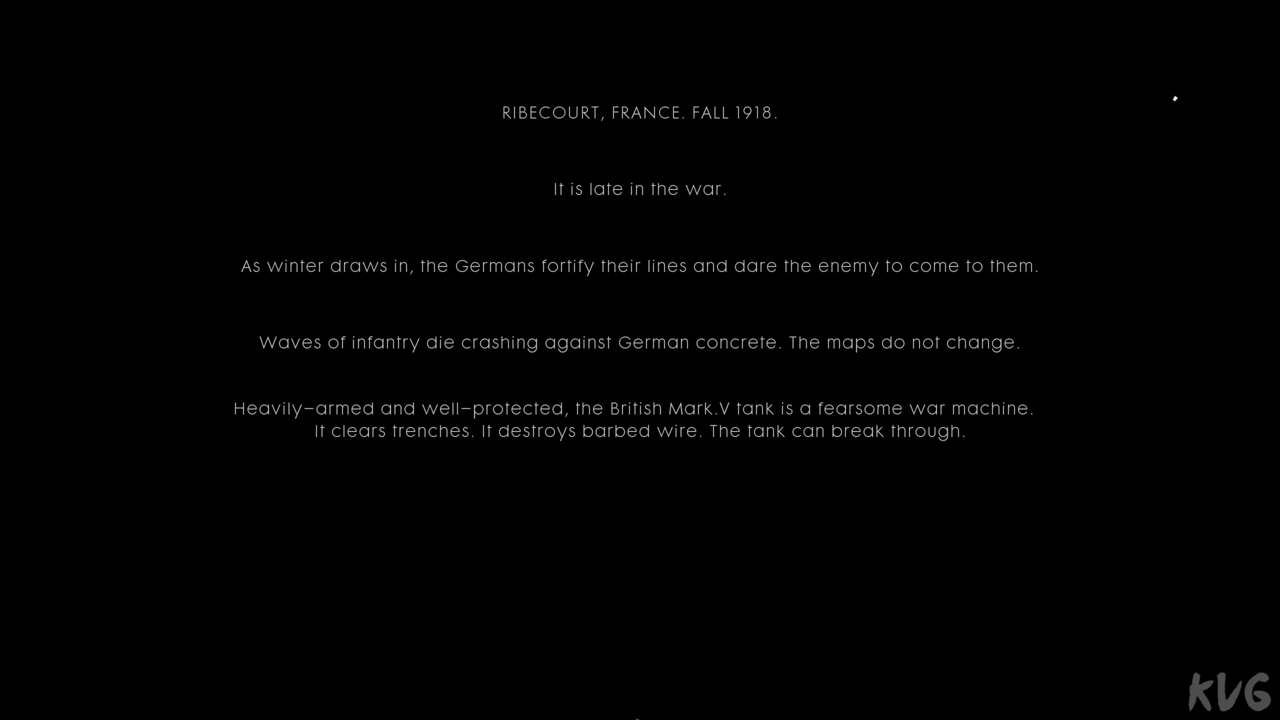 RIBECOURT, FRANCE. FALL 1918.
It is late in the war.
As winter draws in, the Germans fortify their lines and dare the enemy to come to them.
Waves of infantry die crashing against German concrete. The maps do not change.
Heavily-armed and well-protected, the British Mark.V tank is a fearsome war machine.
It clears trenches. It destroys barbed wire. The tank can break through.
KVG